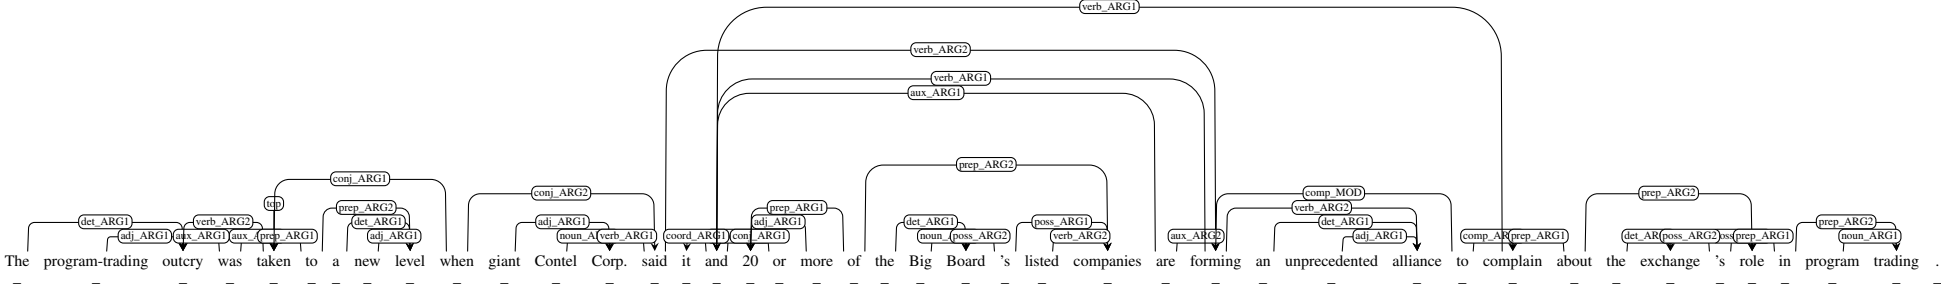 verb_ARG1
verb_ARG2
verb_ARG1
aux_ARG1
prep_ARG2
conj_ARG1
conj_ARG2 comp_MOD prep_ARG2
top prep_ARG2 prep_ARG1 verb_ARG2
det_ARG1 verb_ARG2 det_ARG1 adj_ARG1 adj_ARG1 det_ARG1 poss_ARG1 det_ARG1 prep_ARG2
adj_ARG1 aux_ARG1 prep_ARG1 adj_ARG1 verb_ARG1 coord_ARG1 poss_ARG2 verb_ARG2 aux_ARG2 adj_ARG1 prep_ARG1 poss_ARG2 prep_ARG1 noun_ARG1
The program-trading outcry was taken to a new level when giant Contel Corp. said it and 20 or more of the Big Board 's listed companies are forming an unprecedented alliance to complain about the exchange 's role in program trading .